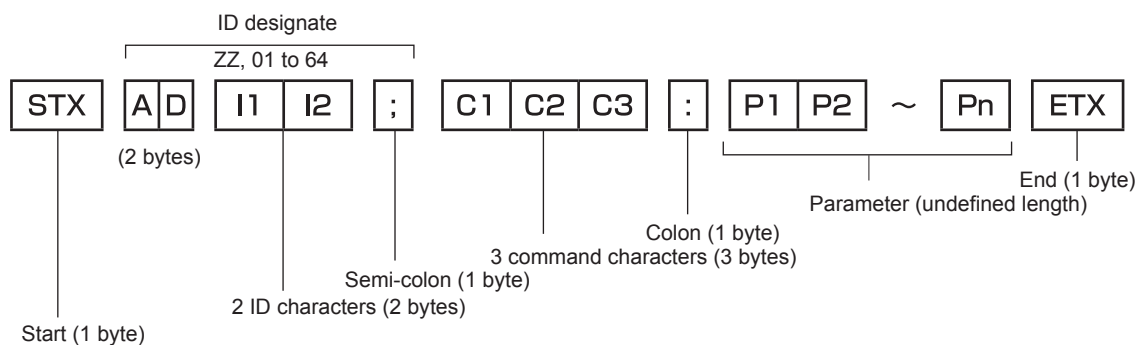 ID designate
ZZ, 01 to 64
STX A D I1 I2 ; C1 C2 C3 : P1 P2 ～ Pn ETX
(2 bytes)
End (1 byte)
Parameter (undefined length)
Colon (1 byte)
3 command characters (3 bytes)
Semi-colon (1 byte)
2 ID characters (2 bytes)
Start (1 byte)